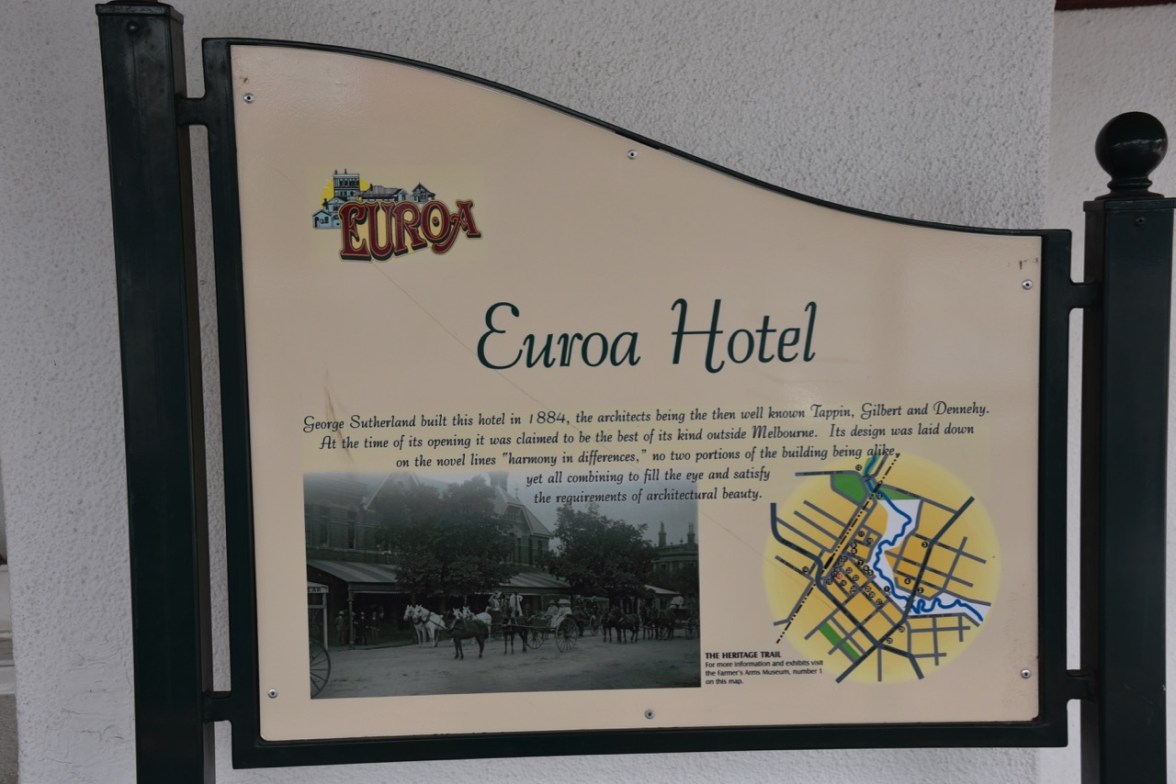 EUROA
Euroa Hotel
George Sutherland built this hotel in 1884, the architects being the then well known Tappin, Gilbert and Dennehy.
At the time of its opening it was claimed to be the best of its kind outside Melbourne. Its design was laid down
on the novel lines "harmony in differences," no two portions of the building being alike,
yet all combining to fill the eye and satisfy
the requirements of architectural beauty.
THE HERITAGE TRAIL
For more information and exhibits visit
the Farmer's Arms Museum, number 1
on this map.